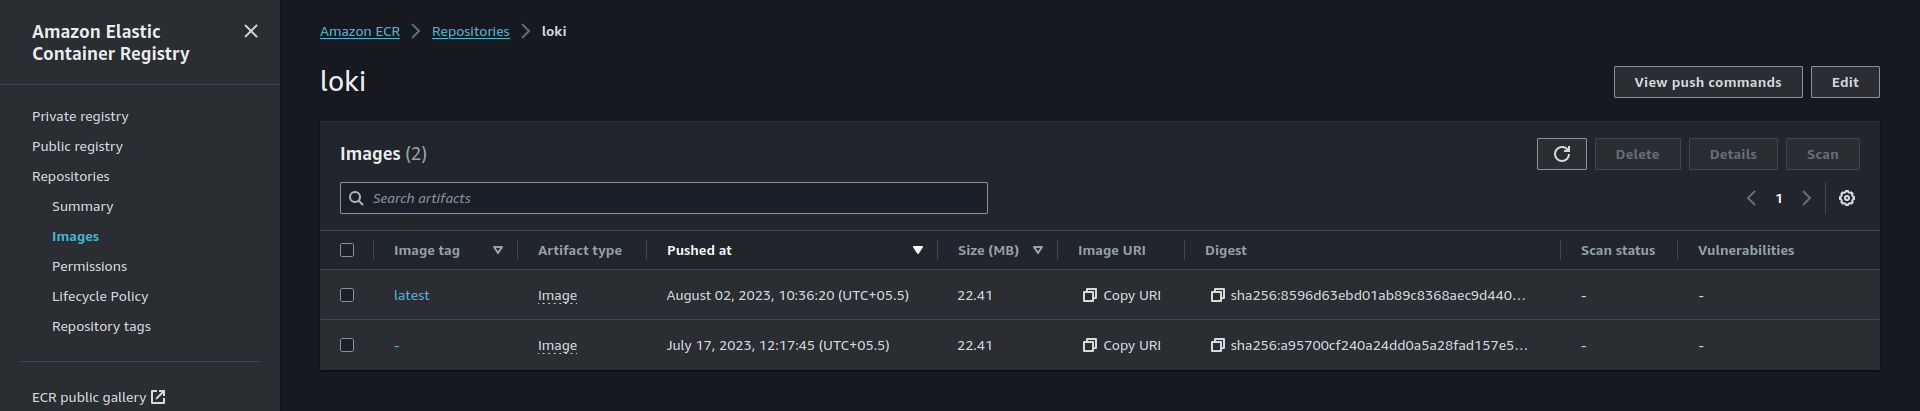 Amazon Elastic
Container Registry
Private registry
Public registry
Repositories
Summary
Images
Permissions
Lifecycle Policy
Repository tags
ECR public gallery
Amazon ECR > Repositories > loki
loki
View push commands Edit
Images (2)
Delete Details Scan
Search artifacts
1
Image tag Artifact type Pushed at Size (MB) Image URI Digest Scan status Vulnerabilities
latest Image August 02, 2023, 10:36:20 (UTC+05.5) 22.41 Copy URI sha256:8596d63ebd01ab89c8368aec9d440... - -
- Image July 17, 2023, 12:17:45 (UTC+05.5) 22.41 Copy URI sha256:a95700cf240a24dd0a5a28fad157e5... - -